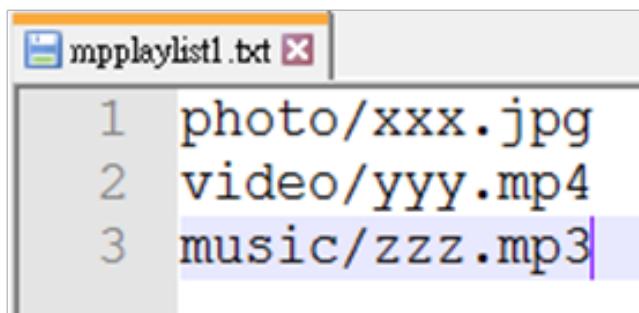 mpplaylist1.txt
1 photo/xxx.jpg
2 video/yyy.mp4
3 music/zzz.mp3